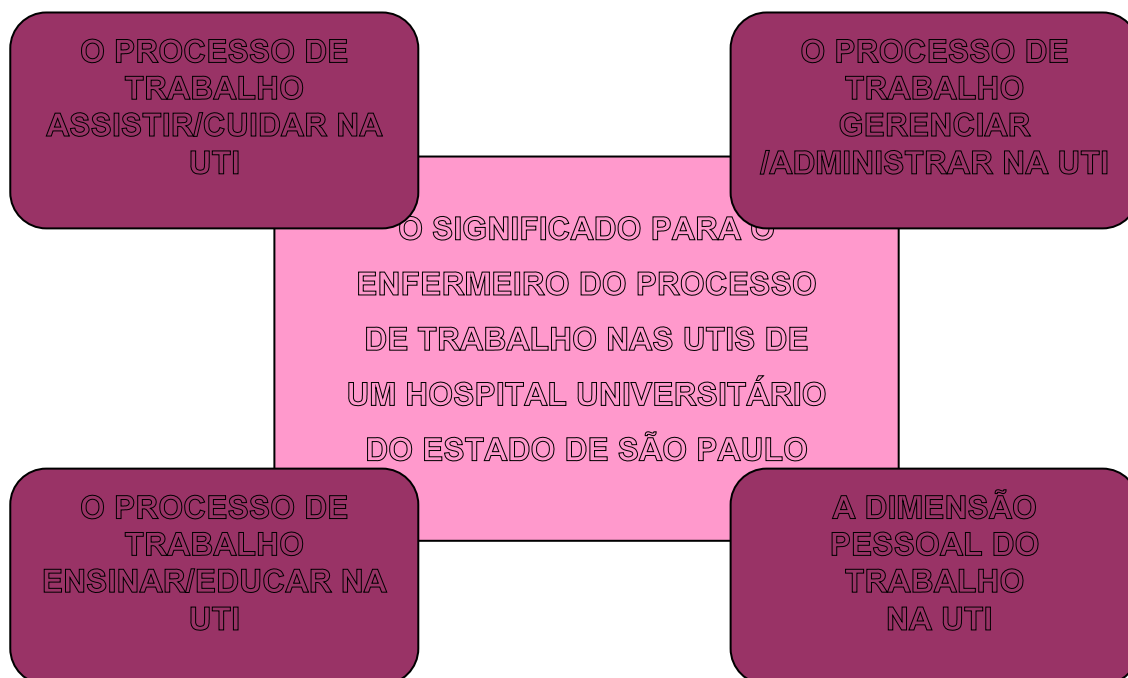 O PROCESSO DE
TRABALHO
ASSISTIR/CUIDAR NA
UTI
O PROCESSO DE
TRABALHO
GERENCIAR
/ADMINISTRAR NA UTI
O SIGNIFICADO PARA O
ENFERMEIRO DO PROCESSO
DE TRABALHO NAS UTIS DE
UM HOSPITAL UNIVERSITÁRIO
DO ESTADO DE SÃO PAULO
O PROCESSO DE
TRABALHO
ENSINAR/EDUCAR NA
UTI
A DIMENSÃO
PESSOAL DO
TRABALHO
NA UTI